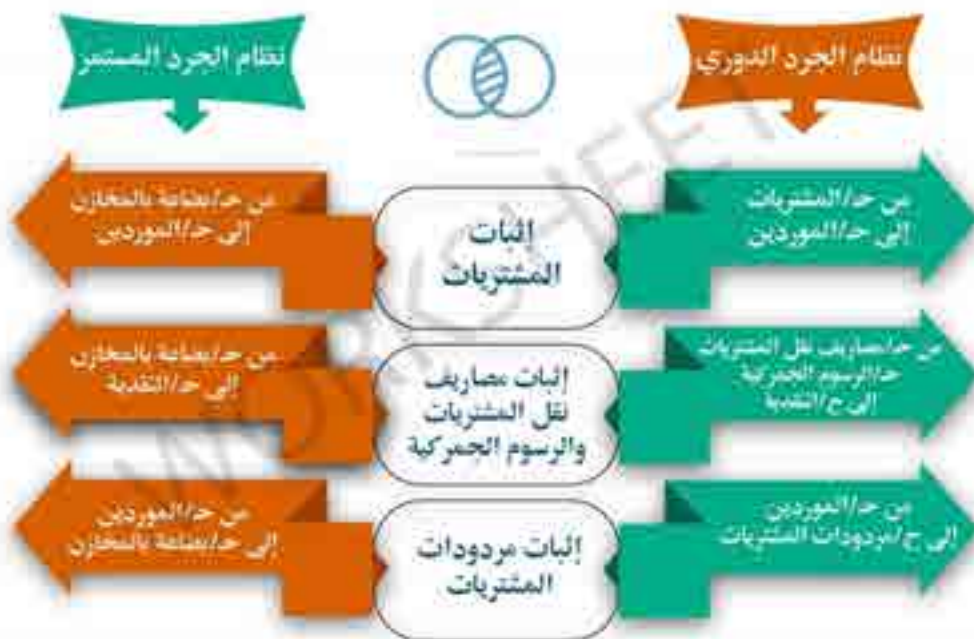 نظام الجرد الدوري
نظام الجرد المستمر
إثبات
المشتريات
من حـ/المشتريات
إلى حـ/الموردين
من حـ/بضاعة بالمخازن
إلى حـ/الموردين
إثبات مصاريف
نقل المشتريات
والرسوم الجمركية
من حـ/مصاريف نقل المشتريات
حـ/الرسوم الجمركية
إلى ح/النقدية
من حـ/بضاعة بالمخازن
إلى حـ/النقدية
إثبات مردودات
المشتريات
من حـ/الموردين
إلى ح/مردودات المشتريات
من حـ/الموردين
إلى حـ/بضاعة بالمخازن
WORKSHEET